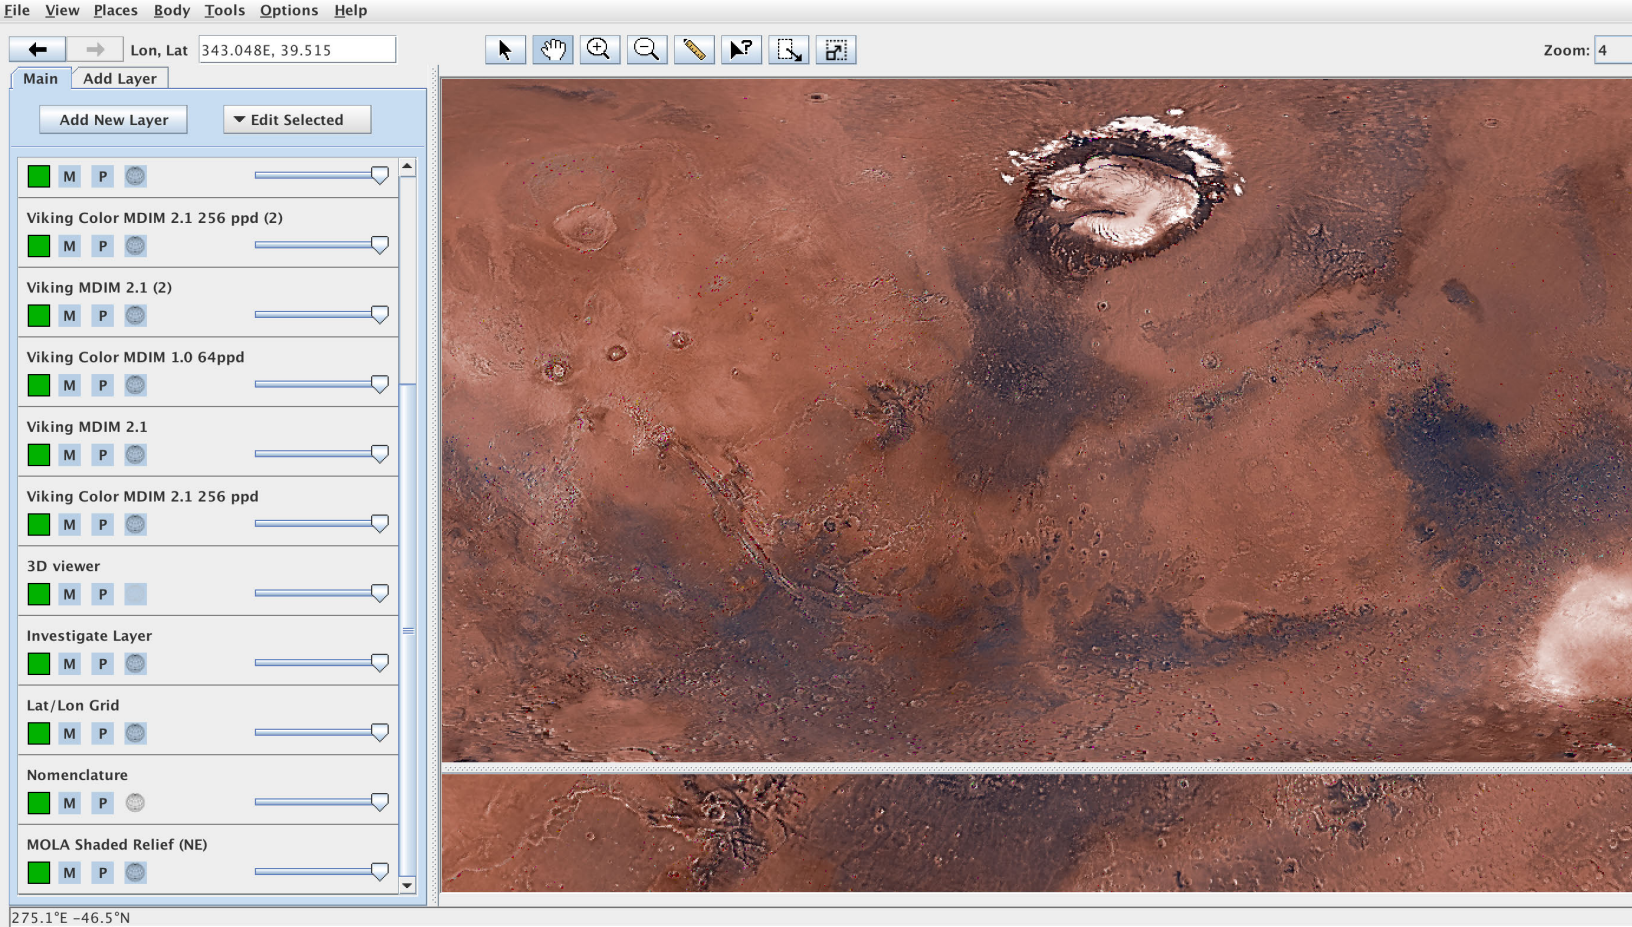 File View Places Body Tools Options Help
Lon, Lat 343.048E, 39.515 Zoom: 4
Main Add Layer
Add New Layer Edit Selected
M P
Viking Color MDIM 2.1 256 ppd (2)
M P
Viking MDIM 2.1 (2)
M P
Viking Color MDIM 1.0 64ppd
M P
Viking MDIM 2.1
M P
Viking Color MDIM 2.1 256 ppd
M P
3D viewer
M P
Investigate Layer
M P
Lat/Lon Grid
M P
Nomenclature
M P
MOLA Shaded Relief (NE)
M P
275.1°E -46.5°N